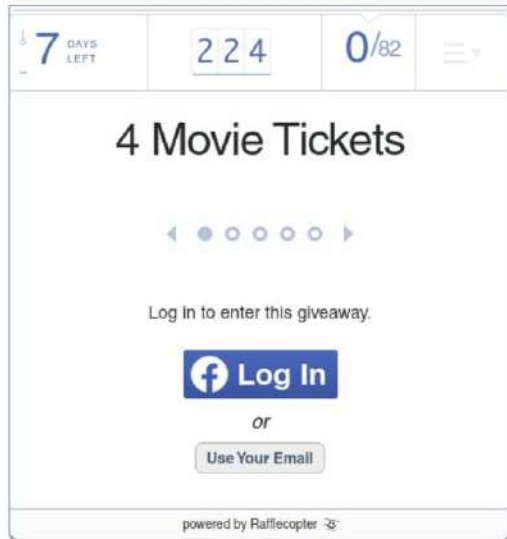 7 DAYS LEFT
224
0/82
4 Movie Tickets
Log in to enter this giveaway.
Log In
or
Use Your Email
powered by Rafflecopter